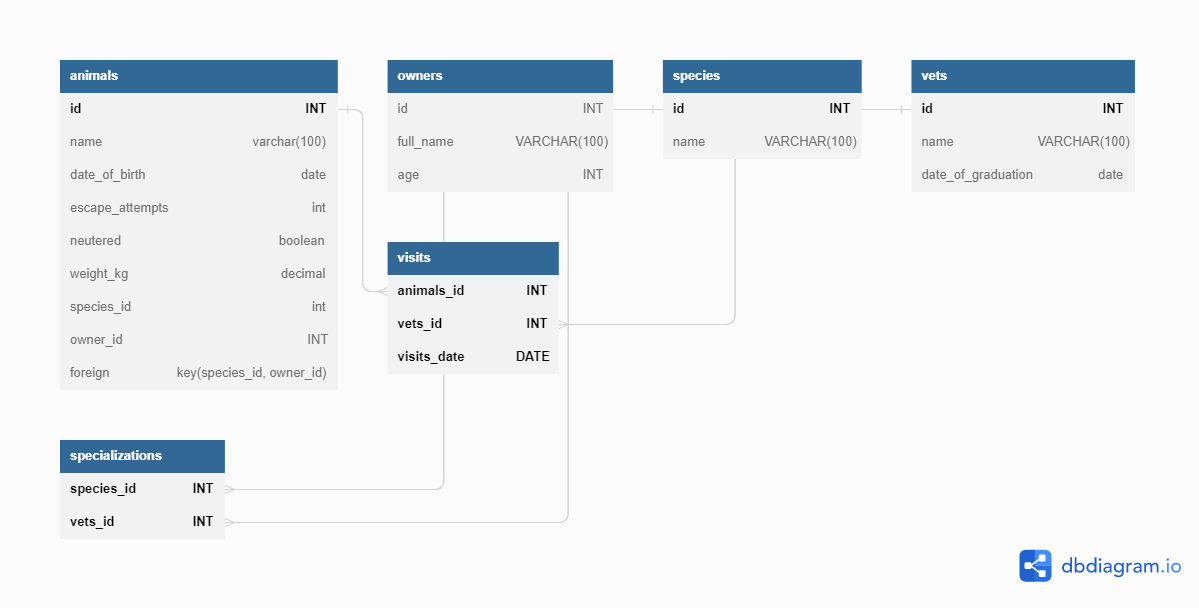 animals
id INT
name varchar(100)
date_of_birth date
escape_attempts int
neutered boolean
weight_kg decimal
species_id int
owner_id INT
foreign key(species_id, owner_id)
owners
id INT
full_name VARCHAR(100)
age INT
species
id INT
name VARCHAR(100)
vets
id INT
name VARCHAR(100)
date_of_graduation date
visits
animals_id INT
vets_id INT
visits_date DATE
specializations
species_id INT
vets_id INT
dbdiagram.io